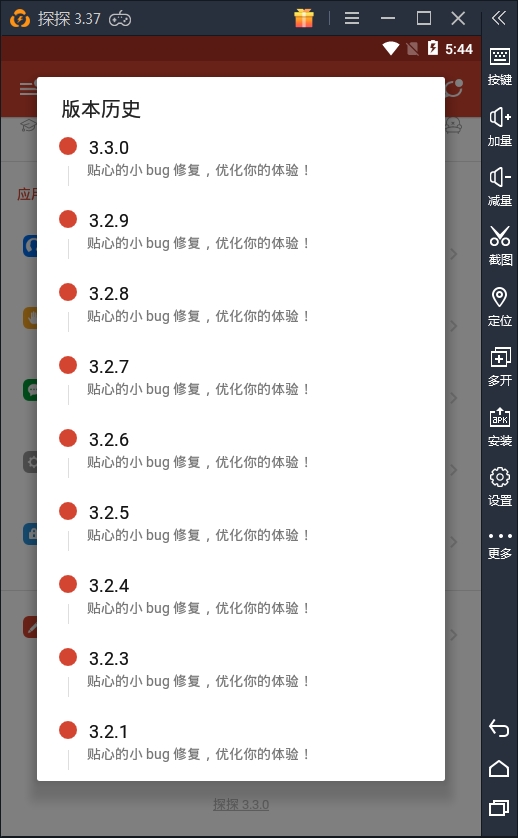 探探 3.37
5:44
版本历史
3.3.0
贴心的小 bug 修复，优化你的体验！
3.2.9
贴心的小 bug 修复，优化你的体验！
3.2.8
贴心的小 bug 修复，优化你的体验！
3.2.7
贴心的小 bug 修复，优化你的体验！
3.2.6
贴心的小 bug 修复，优化你的体验！
3.2.5
贴心的小 bug 修复，优化你的体验！
3.2.4
贴心的小 bug 修复，优化你的体验！
3.2.3
贴心的小 bug 修复，优化你的体验！
3.2.1
贴心的小 bug 修复，优化你的体验！
应
探探 3.3.0
按键
加量
减量
截图
定位
多开
APK
安装
设置
更多